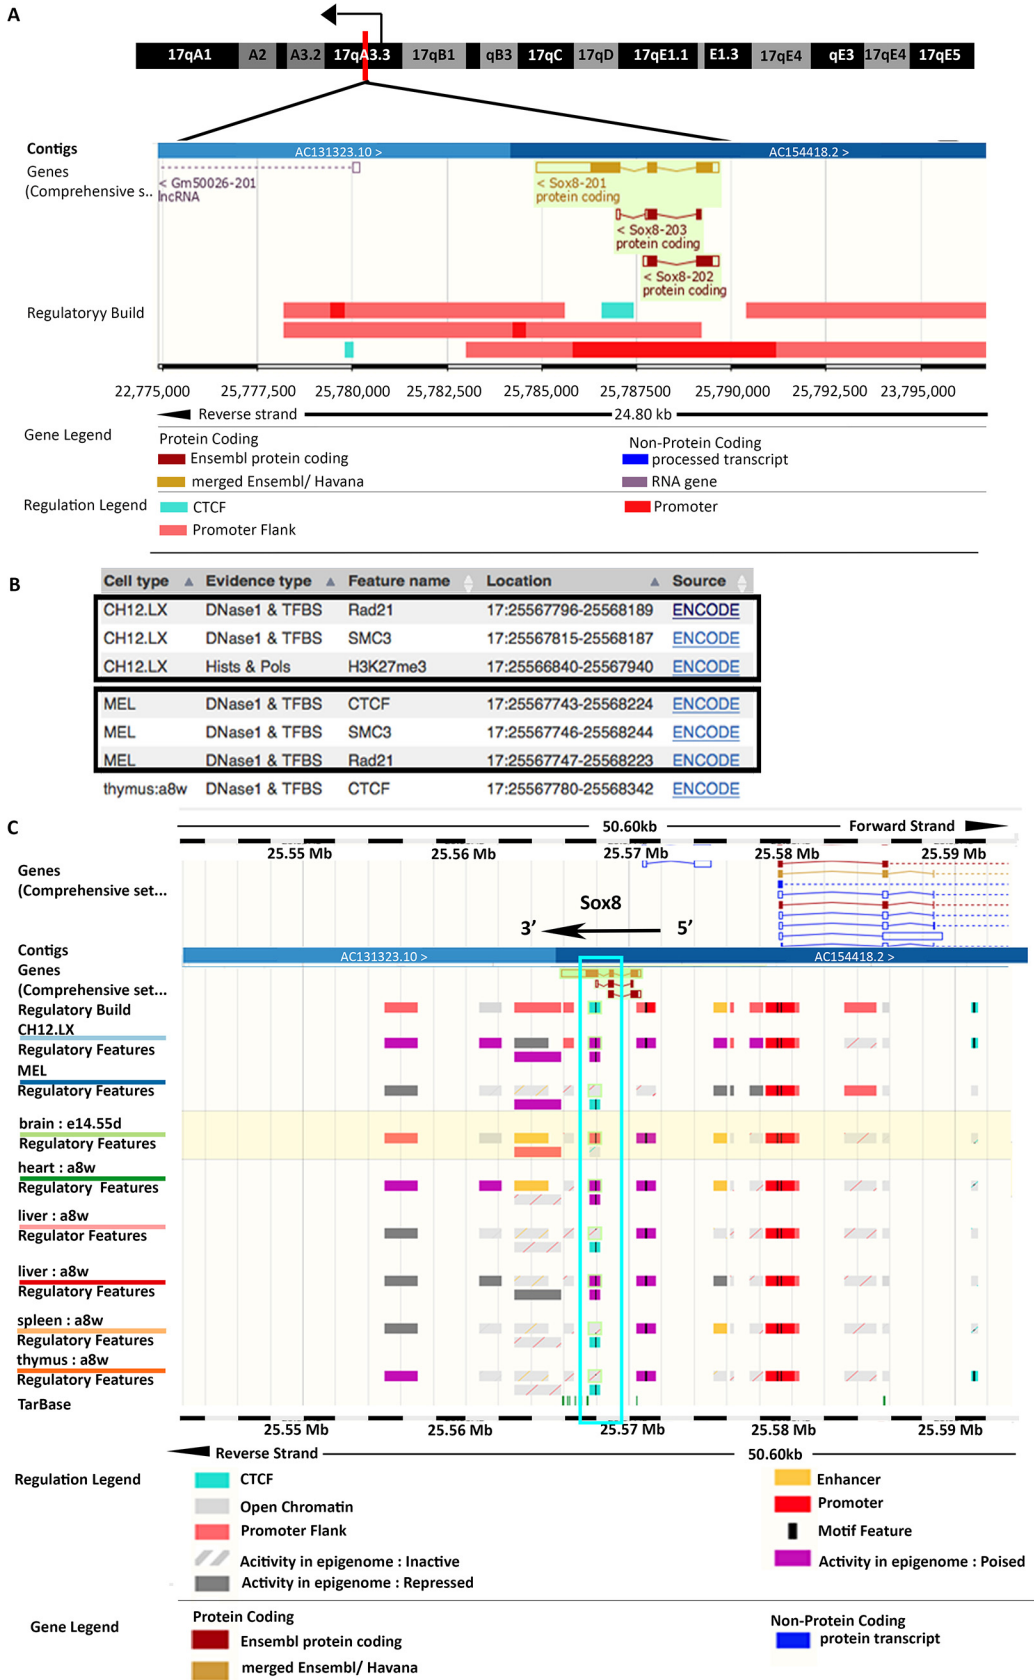 A
17qA1 A2 A3.2 17qA3.3 17qB1 qB3 17qC 17qD 17qE1.1 E1.3 17qE4 qE3 17qE4 17qE5
Contigs
AC131323.10 > AC154418.2 >
Genes
(Comprehensive s..
< Gm50026-201
lncRNA
< Sox8-201
protein coding
< Sox8-203
protein coding
< Sox8-202
protein coding
Regulatoryy Build
22,775,000 25,777,500 25,780,000 25,782,500 25,785,000 25,787500 25,790,000 25,792,500 23,795,000
Reverse strand 24.80 kb
Gene Legend
Protein Coding
Ensembl protein coding
merged Ensembl/ Havana
Non-Protein Coding
processed transcript
RNA gene
Regulation Legend
CTCF
Promoter Flank
Promoter
B
Cell type Evidence type Feature name Location Source
CH12.LX DNase1 & TFBS Rad21 17:25567796-25568189 ENCODE
CH12.LX DNase1 & TFBS SMC3 17:25567815-25568187 ENCODE
CH12.LX Hists & Pols H3K27me3 17:25566840-25567940 ENCODE
MEL DNase1 & TFBS CTCF 17:25567743-25568224 ENCODE
MEL DNase1 & TFBS SMC3 17:25567746-25568244 ENCODE
MEL DNase1 & TFBS Rad21 17:25567747-25568223 ENCODE
thymus:a8w DNase1 & TFBS CTCF 17:25567780-25568342 ENCODE
C
50.60kb Forward Strand
25.55 Mb 25.56 Mb 25.57 Mb 25.58 Mb 25.59 Mb
Genes
(Comprehensive set...
Sox8
3’ 5’
Contigs
AC131323.10 > AC154418.2 >
Genes
(Comprehensive set...
Regulatory Build
CH12.LX
Regulatory Features
MEL
Regulatory Features
brain : e14.55d
Regulatory Features
heart : a8w
Regulatory Features
liver : a8w
Regulator Features
liver : a8w
Regulatory Features
spleen : a8w
Regulatory Features
thymus : a8w
Regulatory Features
TarBase
25.55 Mb 25.56 Mb 25.57 Mb 25.58 Mb 25.59 Mb
Reverse Strand 50.60kb
Regulation Legend
CTCF
Open Chromatin
Promoter Flank
Acitivity in epigenome : Inactive
Activity in epigenome : Repressed
Enhancer
Promoter
Motif Feature
Activity in epigenome : Poised
Gene Legend
Protein Coding
Ensembl protein coding
merged Ensembl/ Havana
Non-Protein Coding
protein transcript